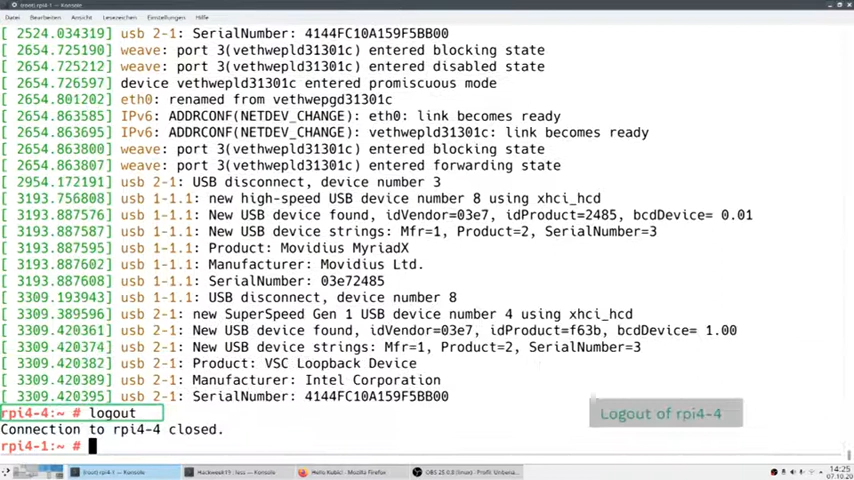 (root) rpi4-1 — Konsole
Datei Bearbeiten Ansicht Lesezeichen Einstellungen Hilfe
[ 2524.034319] usb 2-1: SerialNumber: 4144FC10A159F5BB00
[ 2654.725190] weave: port 3(vethwepld31301c) entered blocking state
[ 2654.725212] weave: port 3(vethwepld31301c) entered disabled state
[ 2654.726597] device vethwepld31301c entered promiscuous mode
[ 2654.801202] eth0: renamed from vethwepgd31301c
[ 2654.863585] IPv6: ADDRCONF(NETDEV_CHANGE): eth0: link becomes ready
[ 2654.863695] IPv6: ADDRCONF(NETDEV_CHANGE): vethwepld31301c: link becomes ready
[ 2654.863800] weave: port 3(vethwepld31301c) entered blocking state
[ 2654.863807] weave: port 3(vethwepld31301c) entered forwarding state
[ 2954.172191] usb 2-1: USB disconnect, device number 3
[ 3193.756808] usb 1-1.1: new high-speed USB device number 8 using xhci_hcd
[ 3193.887576] usb 1-1.1: New USB device found, idVendor=03e7, idProduct=2485, bcdDevice= 0.01
[ 3193.887587] usb 1-1.1: New USB device strings: Mfr=1, Product=2, SerialNumber=3
[ 3193.887595] usb 1-1.1: Product: Movidius MyriadX
[ 3193.887602] usb 1-1.1: Manufacturer: Movidius Ltd.
[ 3193.887608] usb 1-1.1: SerialNumber: 03e72485
[ 3309.193943] usb 1-1.1: USB disconnect, device number 8
[ 3309.389596] usb 2-1: new SuperSpeed Gen 1 USB device number 4 using xhci_hcd
[ 3309.420361] usb 2-1: New USB device found, idVendor=03e7, idProduct=f63b, bcdDevice= 1.00
[ 3309.420374] usb 2-1: New USB device strings: Mfr=1, Product=2, SerialNumber=3
[ 3309.420382] usb 2-1: Product: VSC Loopback Device
[ 3309.420389] usb 2-1: Manufacturer: Intel Corporation
[ 3309.420395] usb 2-1: SerialNumber: 4144FC10A159F5BB00
rpi4-4:~ # logout
Logout of rpi4-4
Connection to rpi4-4 closed.
rpi4-1:~ #
(root) rpi4-1 — Konsole Hackweek19 : less — Konsole Hello Kubic! - Mozilla Firefox OBS 25.0.8 (linux) - Profil: Unbena... 14:25
07.10.20